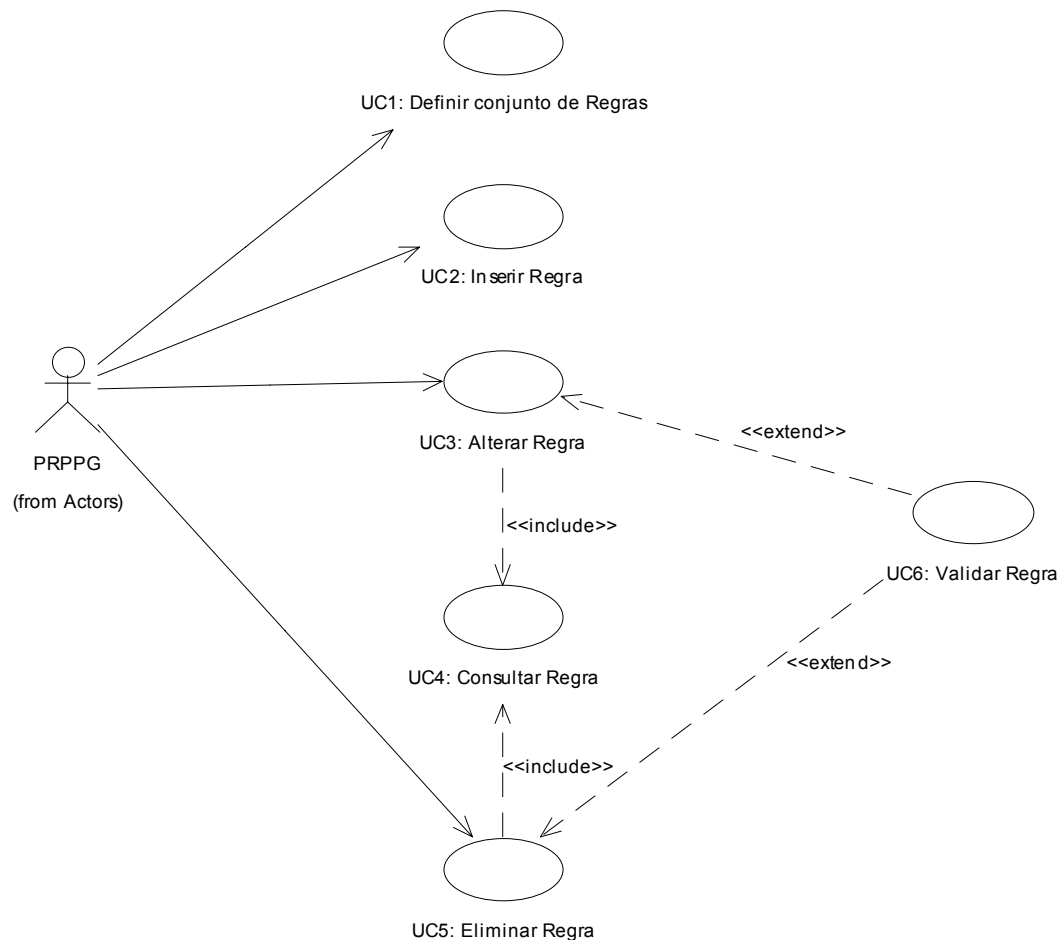 UC1: Definir conjunto de Regras
UC2: Inserir Regra
UC3: Alterar Regra
<<extend>>
PRPPG
(from Actors)
<<include>>
UC6: Validar Regra
<<extend>>
UC4: Consultar Regra
<<include>>
UC5: Eliminar Regra